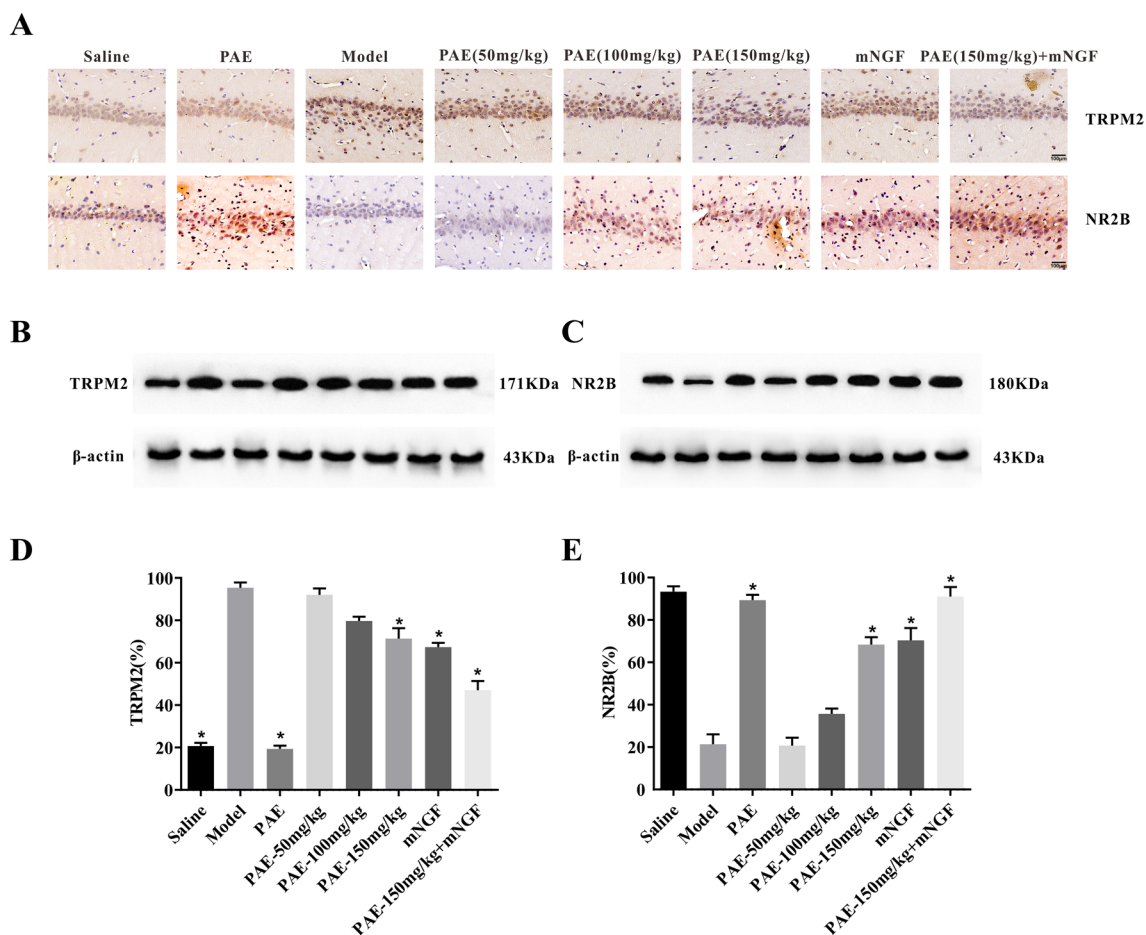 A
Saline PAE Model PAE(50mg/kg) PAE(100mg/kg) PAE(150mg/kg) mNGF PAE(150mg/kg)+mNGF
TRPM2
100μm
NR2B
100μm
B
TRPM2 171KDa
β-actin 43KDa
C
NR2B 180KDa
β-actin 43KDa
D
TRPM2(%)
100
80
60
40
20
0
* * * * *
Saline
Model
PAE
PAE-50mg/kg
PAE-100mg/kg
PAE-150mg/kg
mNGF
PAE-150mg/kg+mNGF
E
NR2B(%)
100
80
60
40
20
0
* * * *
Saline
Model
PAE
PAE-50mg/kg
PAE-100mg/kg
PAE-150mg/kg
mNGF
PAE-150mg/kg+mNGF